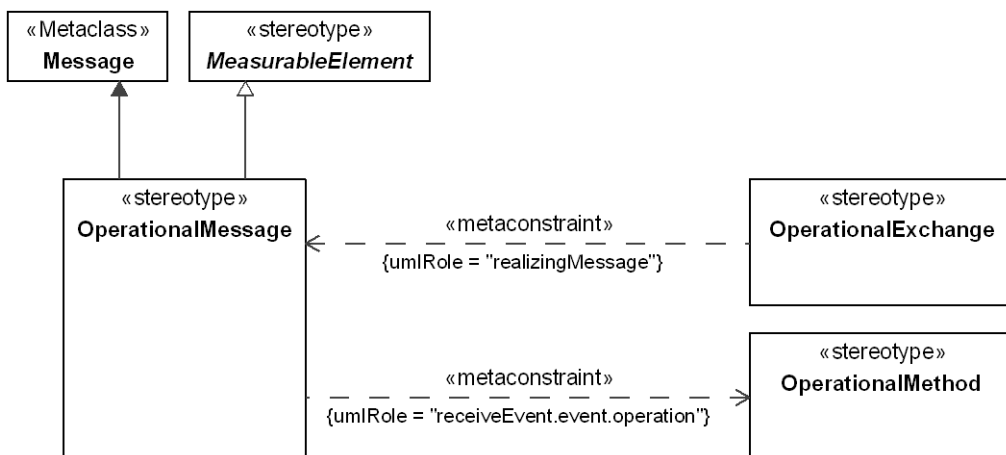 «Metaclass»
Message
«stereotype»
MeasurableElement
«stereotype»
OperationalMessage
«metaconstraint»
{umlRole = "realizingMessage"}
«stereotype»
OperationalExchange
«metaconstraint»
{umlRole = "receiveEvent.event.operation"}
«stereotype»
OperationalMethod